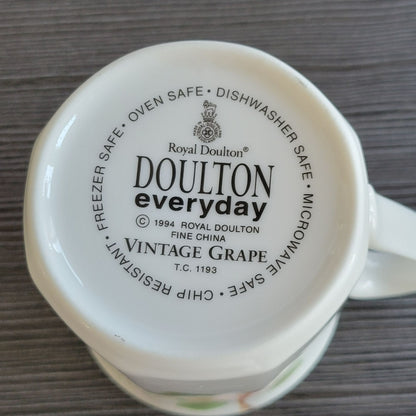 FREEZER SAFE • OVEN SAFE • DISHWASHER SAFE • MICROWAVE SAFE • CHIP RESISTANT •
Royal Doulton®
DOULTON
everyday
© 1994 ROYAL DOULTON
FINE CHINA
VINTAGE GRAPE
T.C. 1193